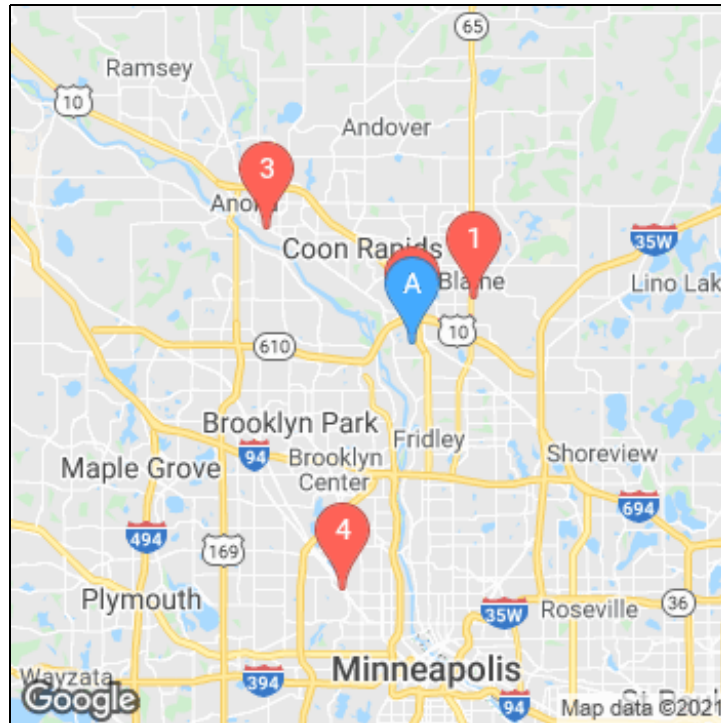 65
Ramsey
10
Andover
3
Anoka
Coon Rapids
1
35W
A
Blaine
Lino Lak
10
610
Brooklyn Park
94
Fridley
Brooklyn
Center
Shoreview
Maple Grove
694
494
4
169
Plymouth
35W
Roseville
36
Minneapolis
Wayzata
394
94
St Pau
Google
Map data ©2021